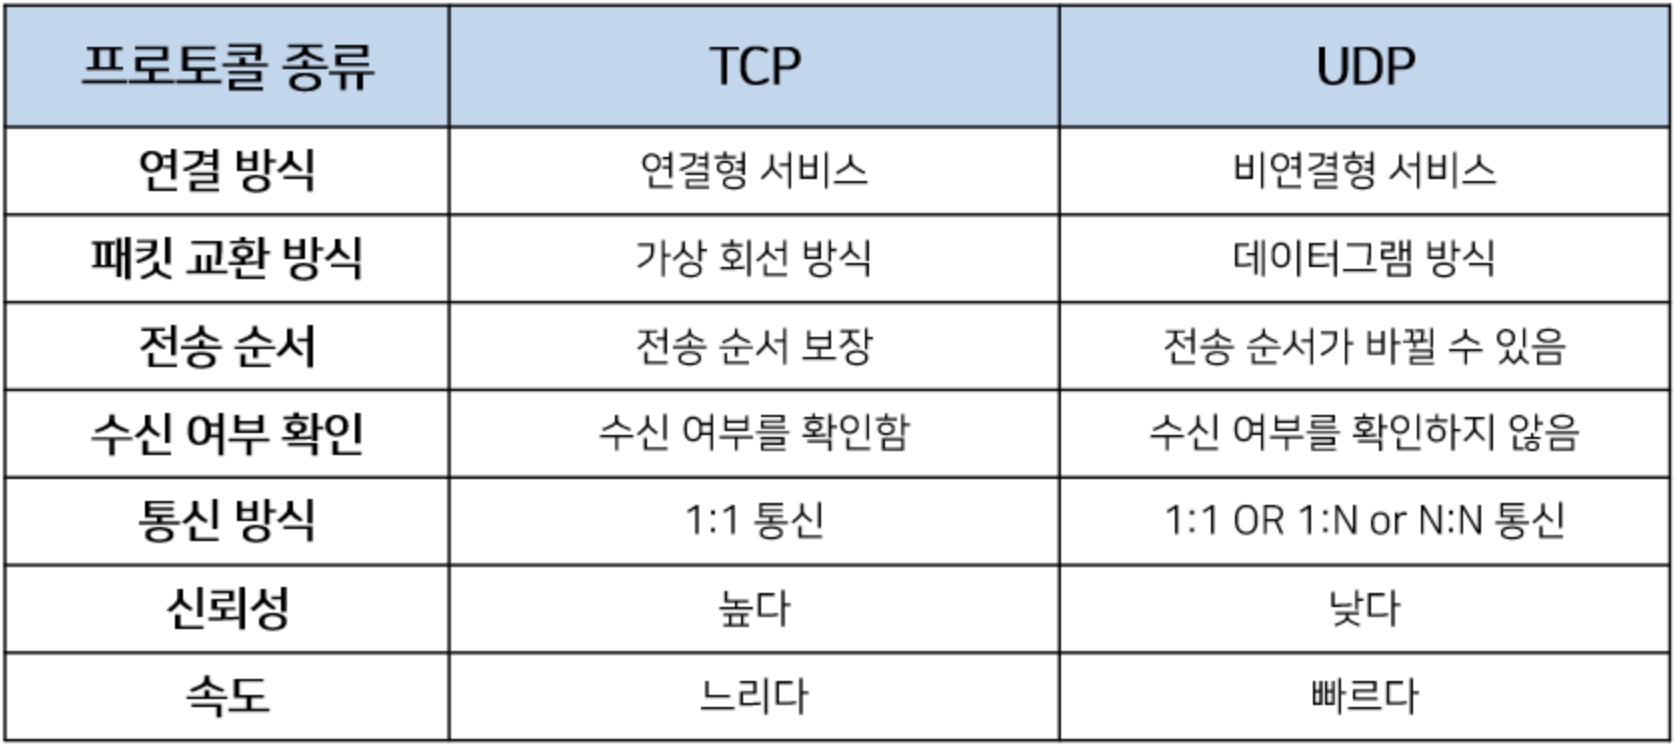 프로토콜 종류 TCP UDP
연결 방식 연결형 서비스 비연결형 서비스
패킷 교환 방식 가상 회선 방식 데이터그램 방식
전송 순서 전송 순서 보장 전송 순서가 바뀔 수 있음
수신 여부 확인 수신 여부를 확인함 수신 여부를 확인하지 않음
통신 방식 1:1 통신 1:1 OR 1:N or N:N 통신
신뢰성 높다 낮다
속도 느리다 빠르다